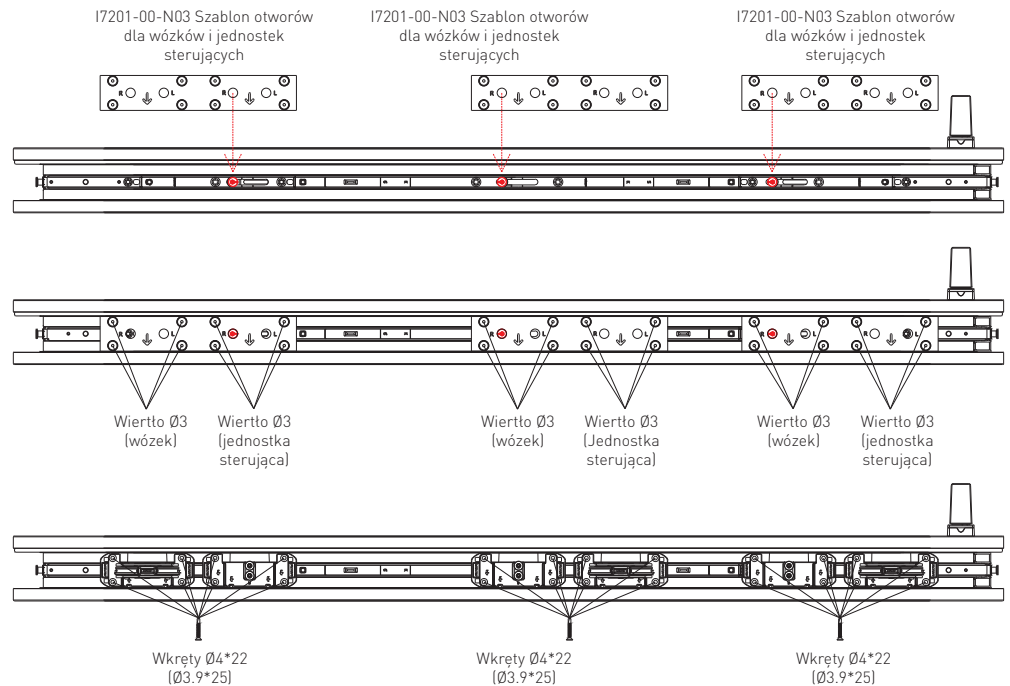 I7201-00-N03 Szablon otworów
dla wózków i jednostek
sterujących
I7201-00-N03 Szablon otworów
dla wózków i jednostek
sterujących
I7201-00-N03 Szablon otworów
dla wózków i jednostek
sterujących
R L R L
R L R L
R L R L
R L R L
R L R L
R L R L
Wiertło Ø3
(wózek)
Wiertło Ø3
(jednostka
sterująca)
Wiertło Ø3
(wózek)
Wiertło Ø3
(Jednostka
sterująca)
Wiertło Ø3
(wózek)
Wiertło Ø3
(jednostka
sterująca)
Wkręty Ø4*22
(Ø3.9*25)
Wkręty Ø4*22
(Ø3.9*25)
Wkręty Ø4*22
(Ø3.9*25)